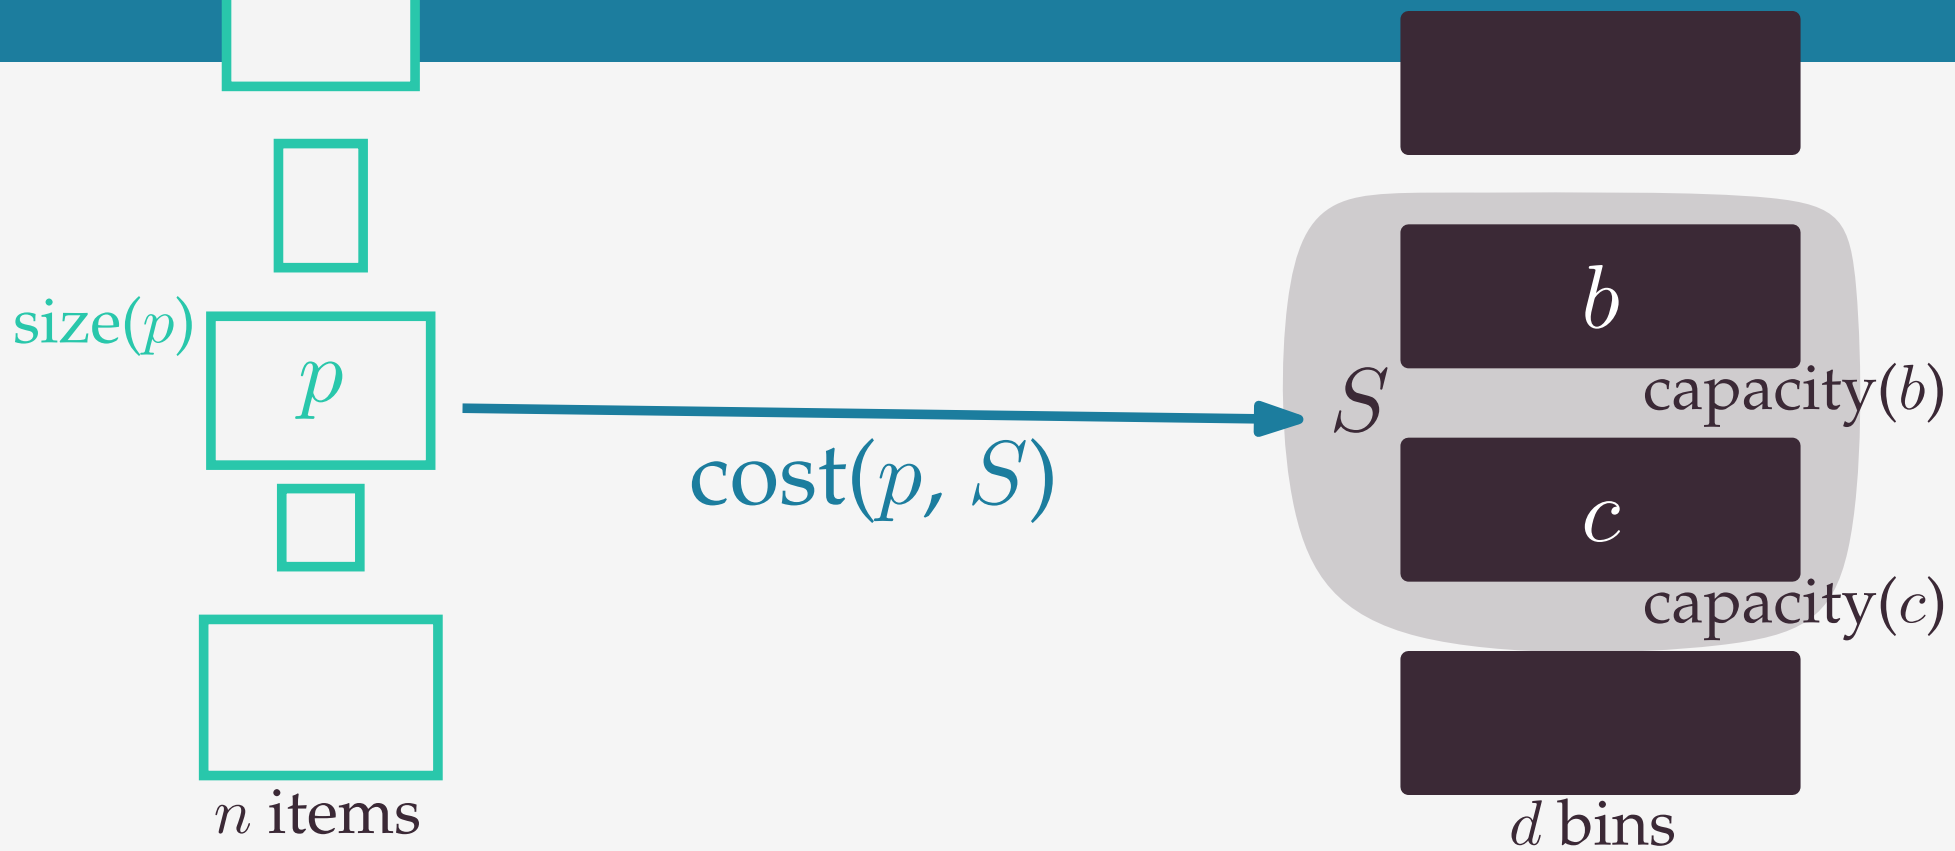 size(p)
p
n items
cost(p, S)
S
b
capacity(b)
c
capacity(c)
d bins